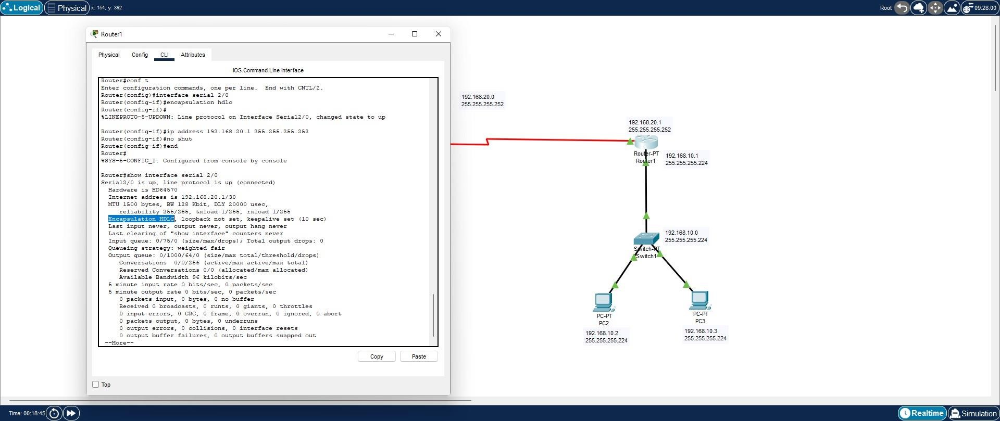 Logical
Physical
x: 154, y: 392
Root
09:28:00
Router1
Physical
Config
CLI
Attributes
IOS Command Line Interface
Router#conf t
Enter configuration commands, one per line.  End with CNTL/Z.
Router(config)#interface serial 2/0
Router(config-if)#encapsulation hdlc
Router(config-if)#
%LINEPROTO-5-UPDOWN: Line protocol on Interface Serial2/0, changed state to up
Router(config-if)#ip address 192.168.20.1 255.255.255.252
Router(config-if)#no shut
Router(config-if)#end
Router#
%SYS-5-CONFIG_I: Configured from console by console
Router#show interface serial 2/0
Serial2/0 is up, line protocol is up (connected)
Hardware is HD64570
Internet address is 192.168.20.1/30
MTU 1500 bytes, BW 128 Kbit, DLY 20000 usec,
reliability 255/255, txload 1/255, rxload 1/255
Encapsulation HDLC, loopback not set, keepalive set (10 sec)
Last input never, output never, output hang never
Last clearing of "show interface" counters never
Input queue: 0/75/0 (size/max/drops); Total output drops: 0
Queueing strategy: weighted fair
Output queue: 0/1000/64/0 (size/max total/threshold/drops)
Conversations  0/0/256 (active/max active/max total)
Reserved Conversations 0/0 (allocated/max allocated)
Available Bandwidth 96 kilobits/sec
5 minute input rate 0 bits/sec, 0 packets/sec
5 minute output rate 0 bits/sec, 0 packets/sec
0 packets input, 0 bytes, 0 no buffer
Received 0 broadcasts, 0 runts, 0 giants, 0 throttles
0 input errors, 0 CRC, 0 frame, 0 overrun, 0 ignored, 0 abort
0 packets output, 0 bytes, 0 underruns
0 output errors, 0 collisions, 0 interface resets
0 output buffer failures, 0 output buffers swapped out
--More--
Copy
Paste
Top
192.168.20.0
255.255.255.252
192.168.20.1
255.255.255.252
Router-PT
Router1
192.168.10.1
255.255.255.224
192.168.10.0
255.255.255.224
Switch-PT
Switch1
PC-PT
PC2
192.168.10.2
255.255.255.224
PC-PT
PC3
192.168.10.3
255.255.255.224
Time: 00:18:45
Realtime
Simulation